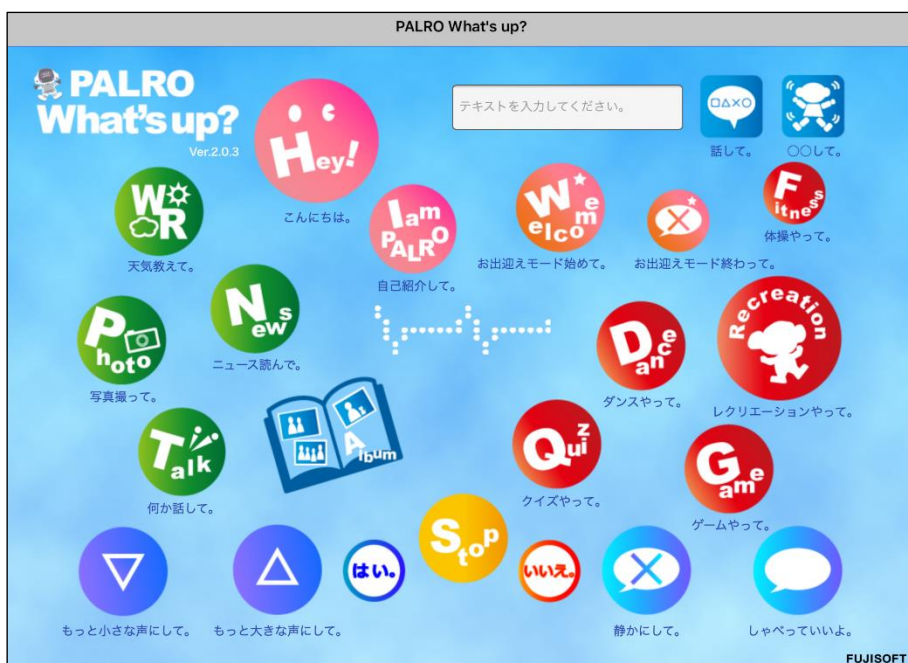 PALRO What's up?
PALRO
What's up?
Ver.2.0.3
Hey!
こんにちは。
テキストを入力してください。
□△×○
話して。
○○して。
WR
天気教えて。
I am
PALRO
自己紹介して。
Welcome
お出迎えモード始めて。
お出迎えモード終わって。
Fitness
体操やって。
Photo
写真撮って。
News
ニュース読んで。
Dance
ダンスやって。
Recreation
レクリエーションやって。
Talk
何か話して。
Album
Quiz
クイズやって。
Game
ゲームやって。
もっと小さな声にして。
もっと大きな声にして。
はい。
Stop
いいえ。
静かにして。
しゃべっていいよ。
FUJISOFT